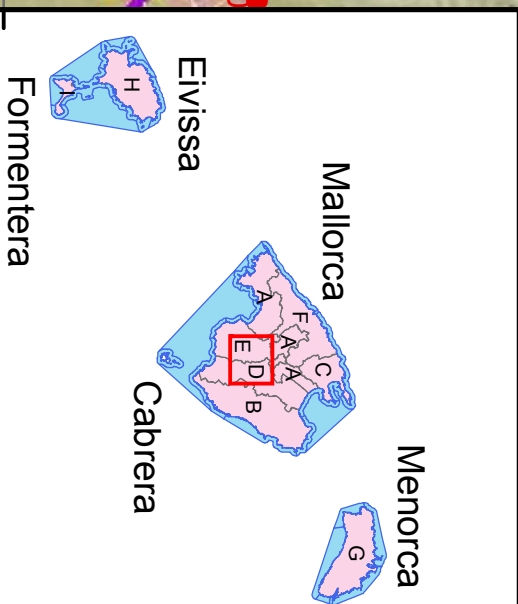 Eivissa
Formentera
H
I
Mallorca
A
F
A
A
C
E
D
B
Cabrera
Menorca
G